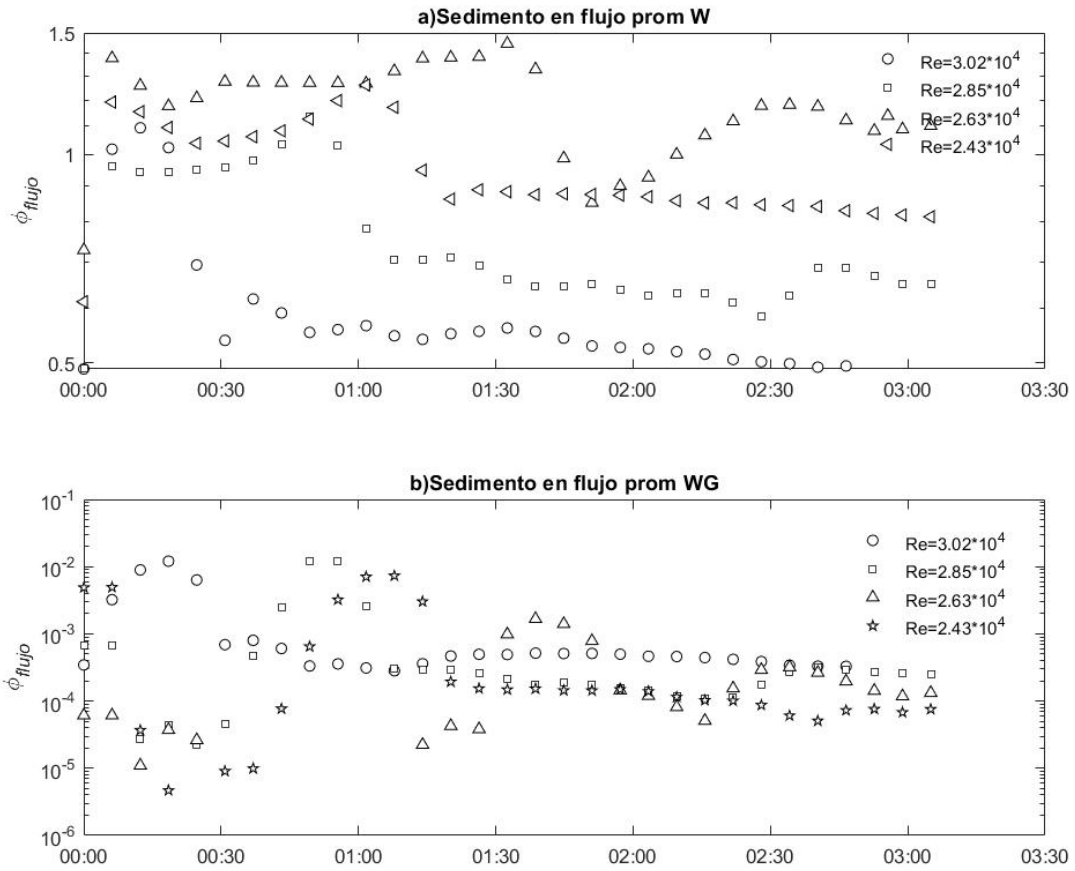 a)Sedimento en flujo prom W
1.5
1
0.5
ϕflujo
Re=3.02*10^4
Re=2.85*10^4
Re=2.63*10^4
Re=2.43*10^4
00:00 00:30 01:00 01:30 02:00 02:30 03:00 03:30
b)Sedimento en flujo prom WG
10^-1
10^-2
10^-3
10^-4
10^-5
10^-6
ϕflujo
Re=3.02*10^4
Re=2.85*10^4
Re=2.63*10^4
Re=2.43*10^4
00:00 00:30 01:00 01:30 02:00 02:30 03:00 03:30